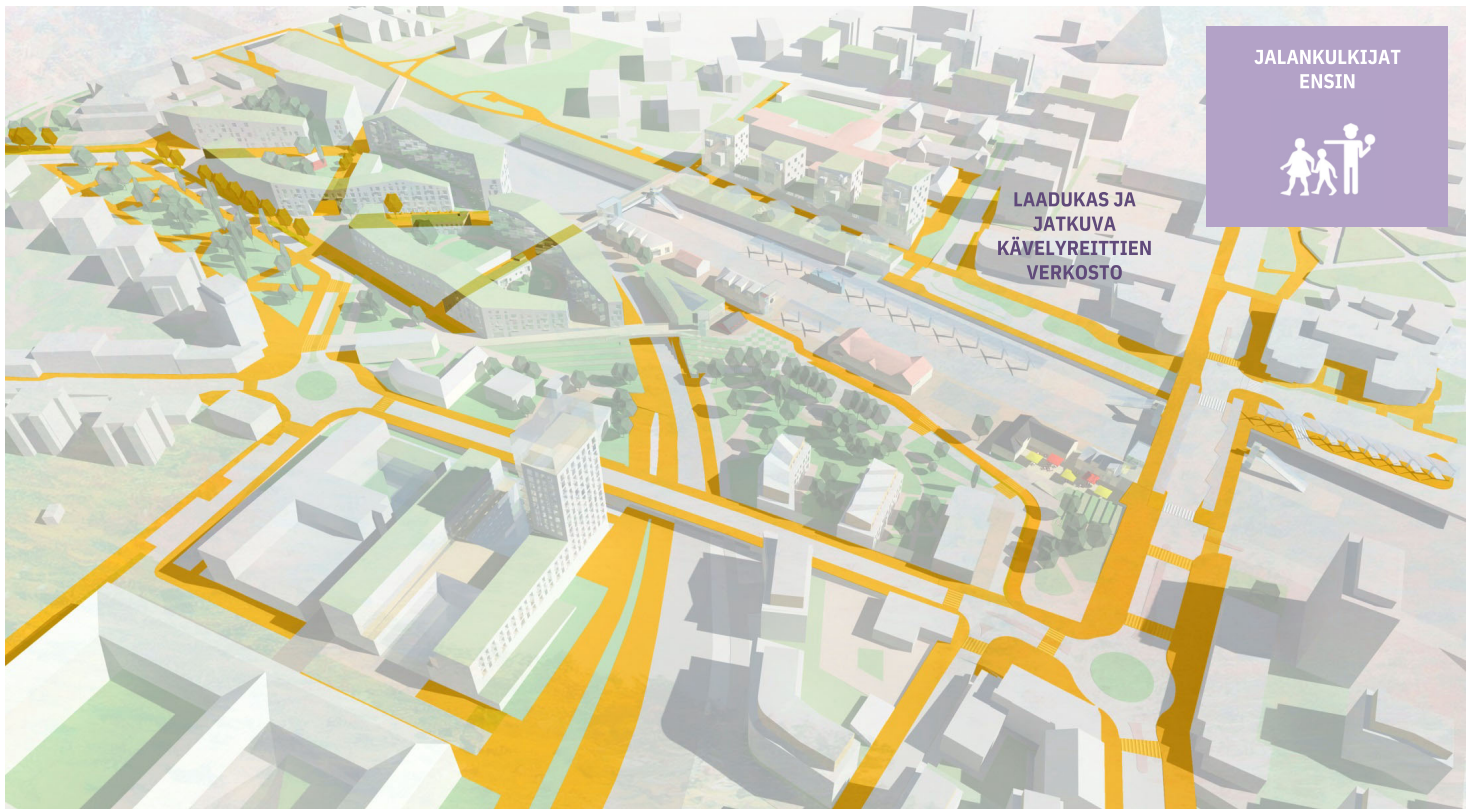 JALANKULKIJAT
ENSIN
LAADUKAS JA
JATKUVA
KÄVELYREITTIEN
VERKOSTO